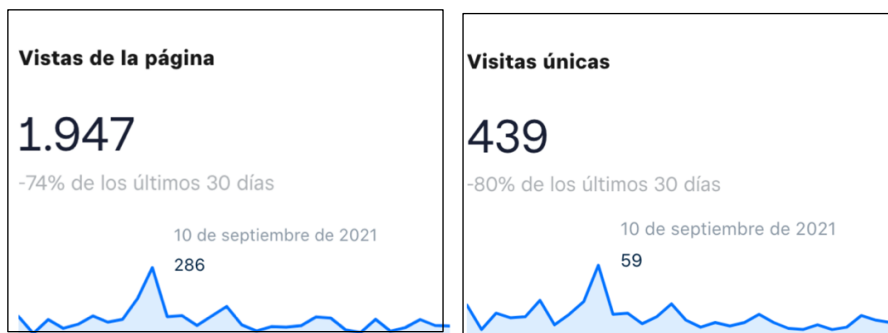 Vistas de la página
1.947
-74% de los últimos 30 días
10 de septiembre de 2021
286
Visitas únicas
439
-80% de los últimos 30 días
10 de septiembre de 2021
59